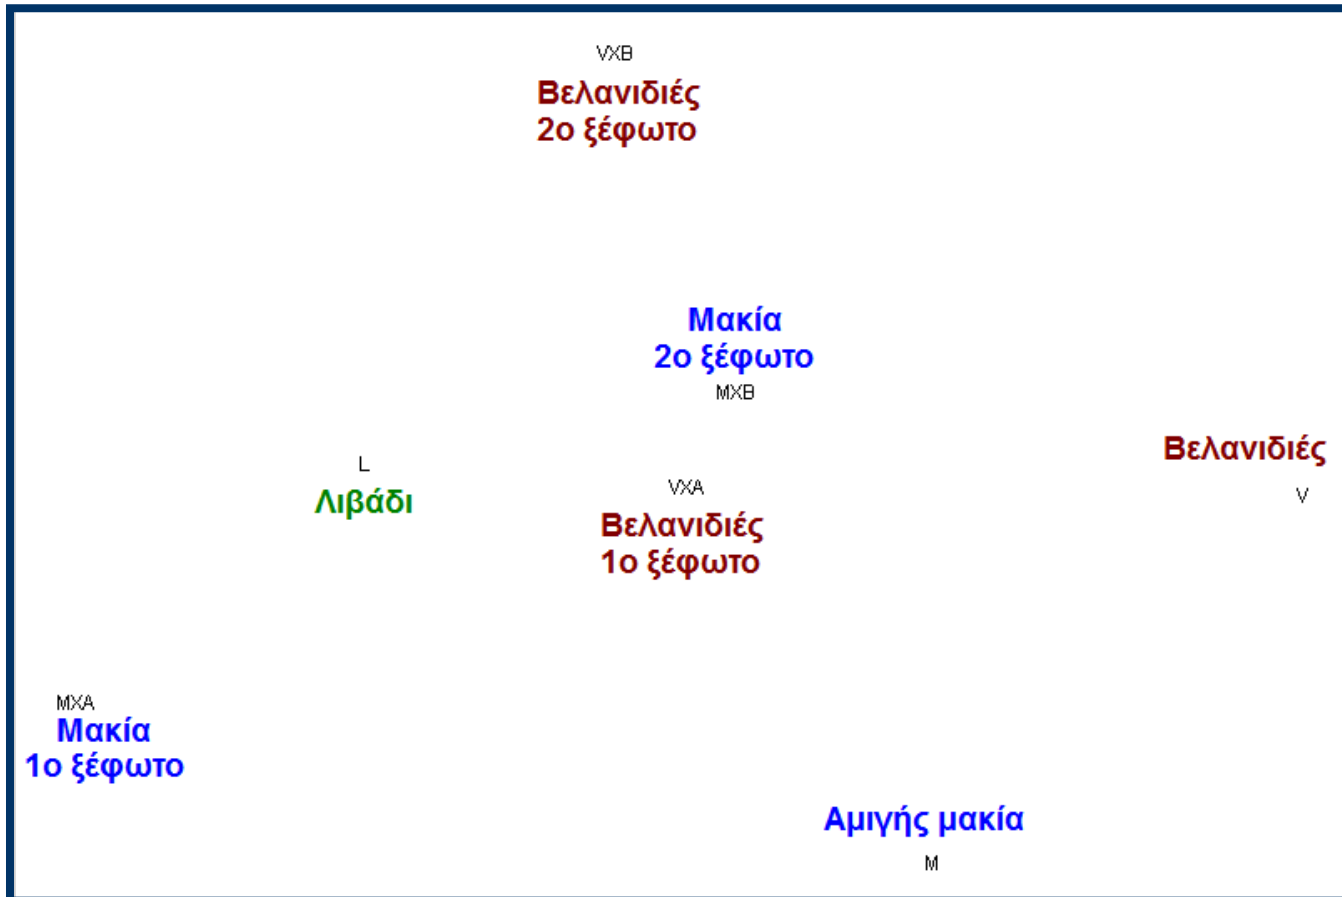 VXB
Βελανιδιές
2ο ξέφωτο
Μακία
2ο ξέφωτο
MXB
Βελανιδιές
V
L
Λιβάδι
VXA
Βελανιδιές
1ο ξέφωτο
MXA
Μακία
1ο ξέφωτο
Αμιγής μακία
M